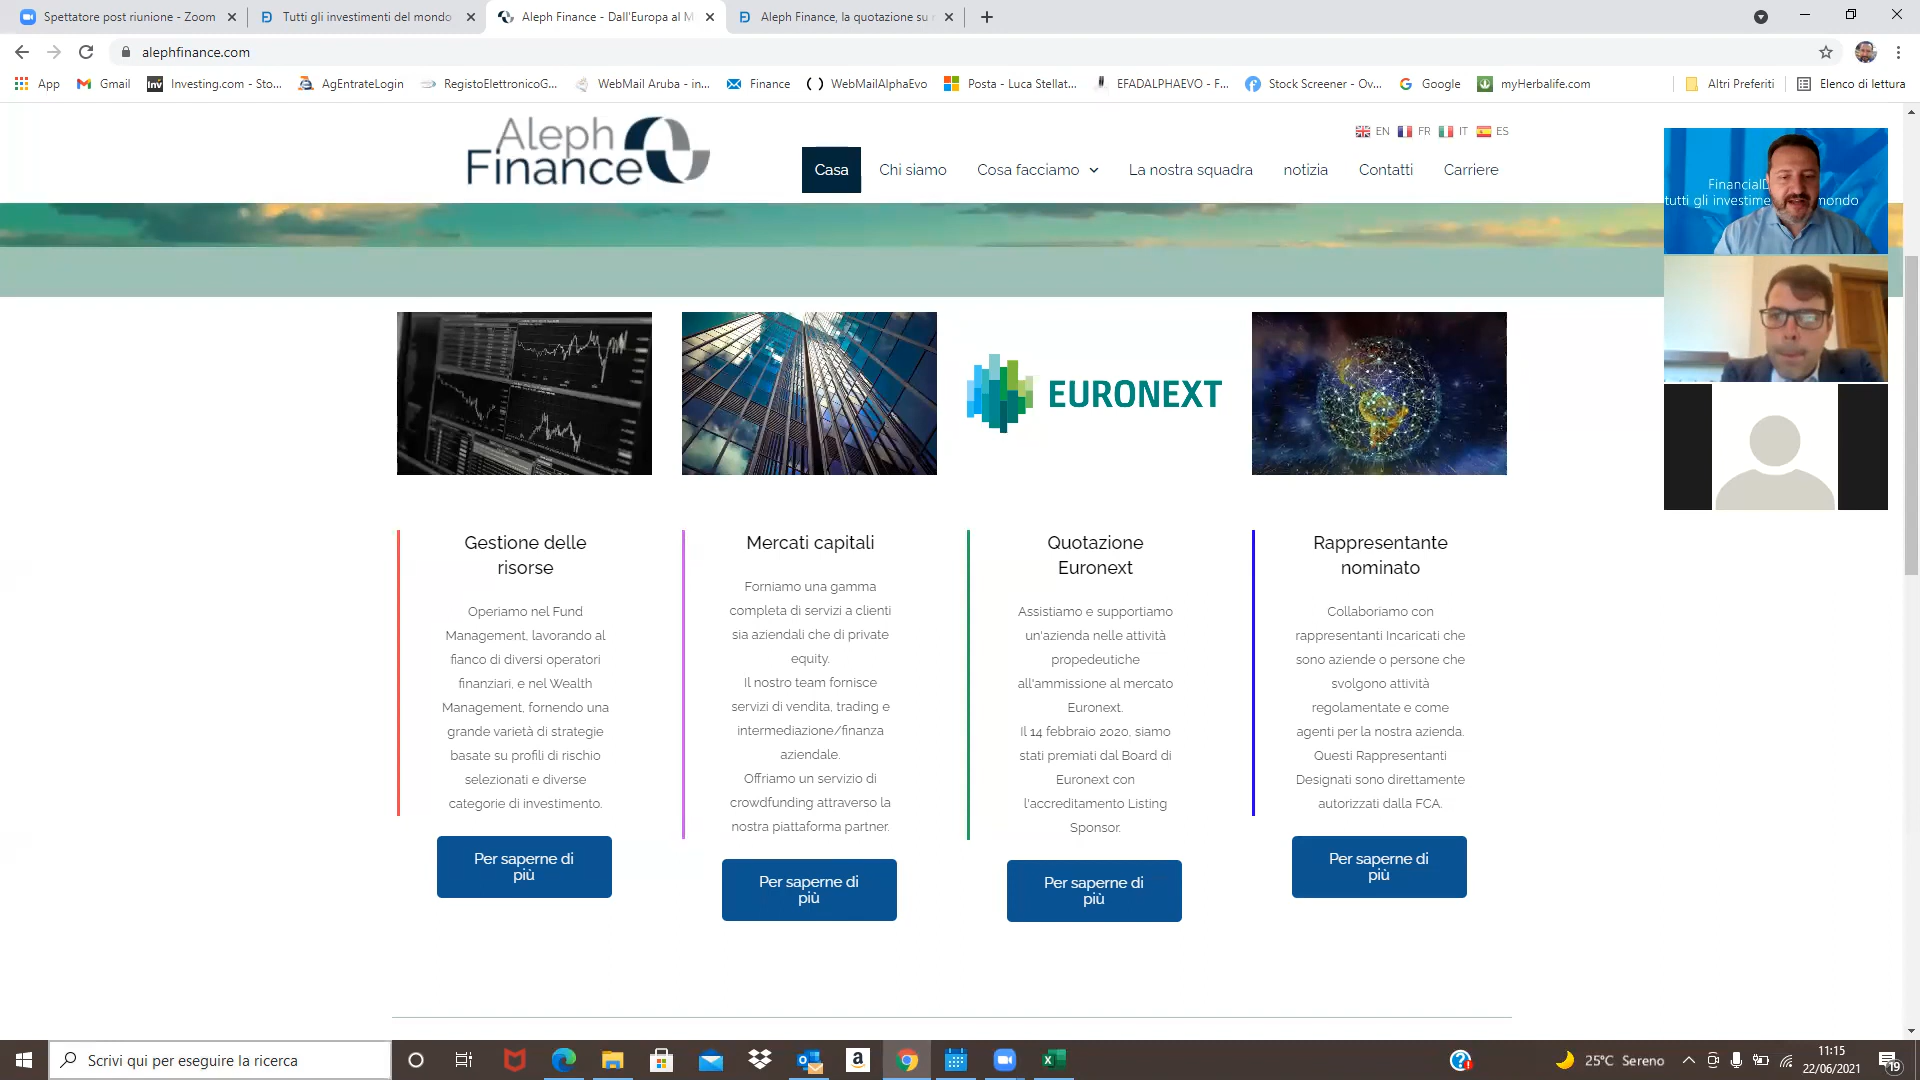 Spettatore post riunione - Zoom
Tutti gli investimenti del mondo
Aleph Finance - Dall'Europa al M
Aleph Finance, la quotazione su
alephfinance.com
App
Gmail
Investing.com - Sto...
AgEntrateLogin
RegistoElettronicoG...
WebMail Aruba - in...
Finance
WebMailAlphaEvo
Posta - Luca Stellat...
EFADALPHAEVO - F...
Stock Screener - Ov...
Google
myHerbalife.com
Altri Preferiti
Elenco di lettura
Aleph
Finance
EN FR IT ES
Casa
Chi siamo
Cosa facciamo
La nostra squadra
notizia
Contatti
Carriere
tutti gli investime mondo
EURONEXT
Gestione delle
risorse
Operiamo nel Fund
Management, lavorando al
fianco di diversi operatori
finanziari, e nel Wealth
Management, fornendo una
grande varietà di strategie
basate su profili di rischio
selezionati e diverse
categorie di investimento.
Per saperne di
più
Mercati capitali
Forniamo una gamma
completa di servizi a clienti
sia aziendali che di private
equity.
Il nostro team fornisce
servizi di vendita, trading e
intermediazione/finanza
aziendale.
Offriamo un servizio di
crowdfunding attraverso la
nostra piattaforma partner.
Per saperne di
più
Quotazione
Euronext
Assistiamo e supportiamo
un'azienda nelle attività
propedeutiche
all'ammissione al mercato
Euronext.
Il 14 febbraio 2020, siamo
stati premiati dal Board di
Euronext con
l'accreditamento Listing
Sponsor.
Per saperne di
più
Rappresentante
nominato
Collaboriamo con
rappresentanti Incaricati che
sono aziende o persone che
svolgono attività
regolamentate e come
agenti per la nostra azienda.
Questi Rappresentanti
Designati sono direttamente
autorizzati dalla FCA.
Per saperne di
più
Scrivi qui per eseguire la ricerca
25°C Sereno
11:15
22/06/2021
19